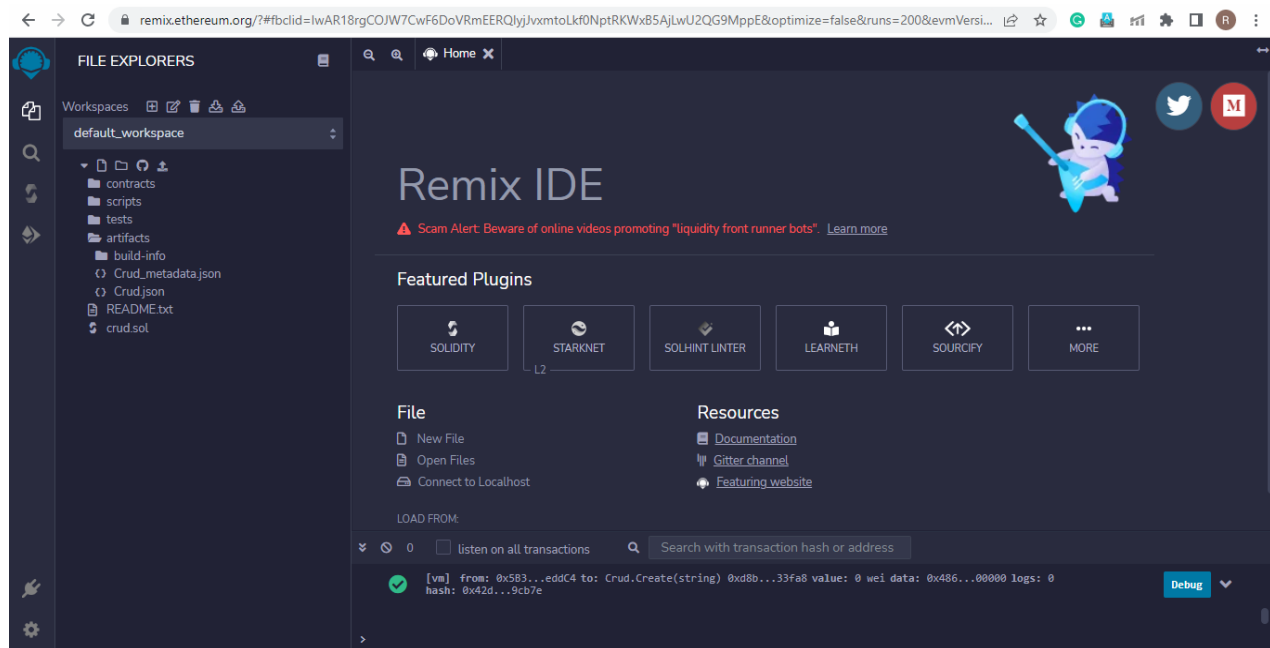 remix.ethereum.org/?#fbclid=IwAR18rgCOJW7CwF6DoVRmEERQlyjJvxmtoLkf0NptRKWxB5AjLwU2QG9MppE&optimize=false&runs=200&evmVersi...
R
FILE EXPLORERS
Home
Workspaces
default_workspace
contracts
scripts
tests
artifacts
build-info
Crud_metadata.json
Crud.json
README.txt
crud.sol
M
Remix IDE
Scam Alert: Beware of online videos promoting "liquidity front runner bots". Learn more
Featured Plugins
SOLIDITY
STARKNET
L2
SOLHINT LINTER
LEARNETH
SOURCIFY
MORE
File
New File
Open Files
Connect to Localhost
LOAD FROM:
Resources
Documentation
Gitter channel
Featuring website
0 listen on all transactions Search with transaction hash or address
[vm] from: 0x5B3...eddC4 to: Crud.Create(string) 0xd8b...33fa8 value: 0 wei data: 0x486...00000 logs: 0
hash: 0x42d...9cb7e
Debug
>